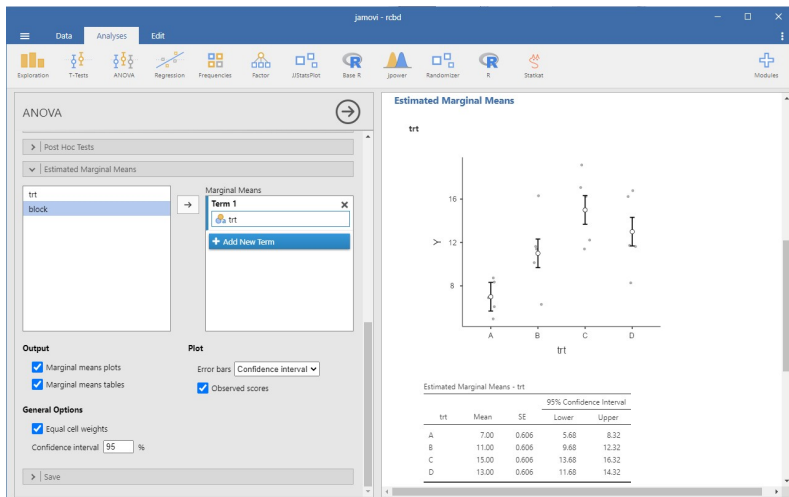 jamovi - rcbd
Data Analyses Edit
Exploration T-Tests ANOVA Regression Frequencies Factor JJStatsPlot Base R jpower Randomizer R Statkat Modules
ANOVA
Post Hoc Tests
Estimated Marginal Means
trt
block
Marginal Means
Term 1
trt
Add New Term
Output
Marginal means plots
Marginal means tables
Plot
Error bars Confidence interval
Observed scores
General Options
Equal cell weights
Confidence interval 95 %
Save
Estimated Marginal Means
trt
16
12
8
Y
A B C D
trt
Estimated Marginal Means - trt
95% Confidence Interval
trt Mean SE Lower Upper
A 7.00 0.606 5.68 8.32
B 11.00 0.606 9.68 12.32
C 15.00 0.606 13.68 16.32
D 13.00 0.606 11.68 14.32